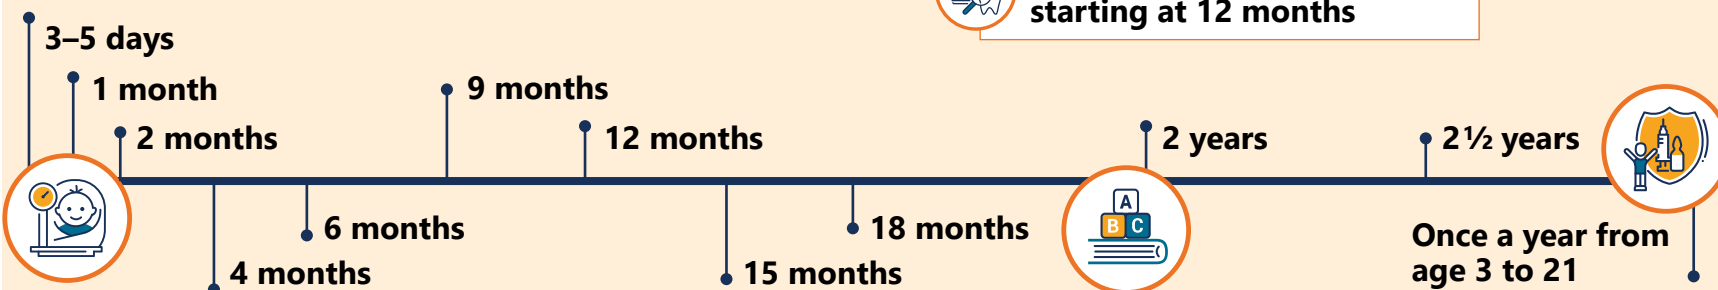 starting at 12 months
3–5 days
1 month
2 months
4 months
6 months
9 months
12 months
15 months
18 months
A
B C
2 years
2½ years
Once a year from
age 3 to 21